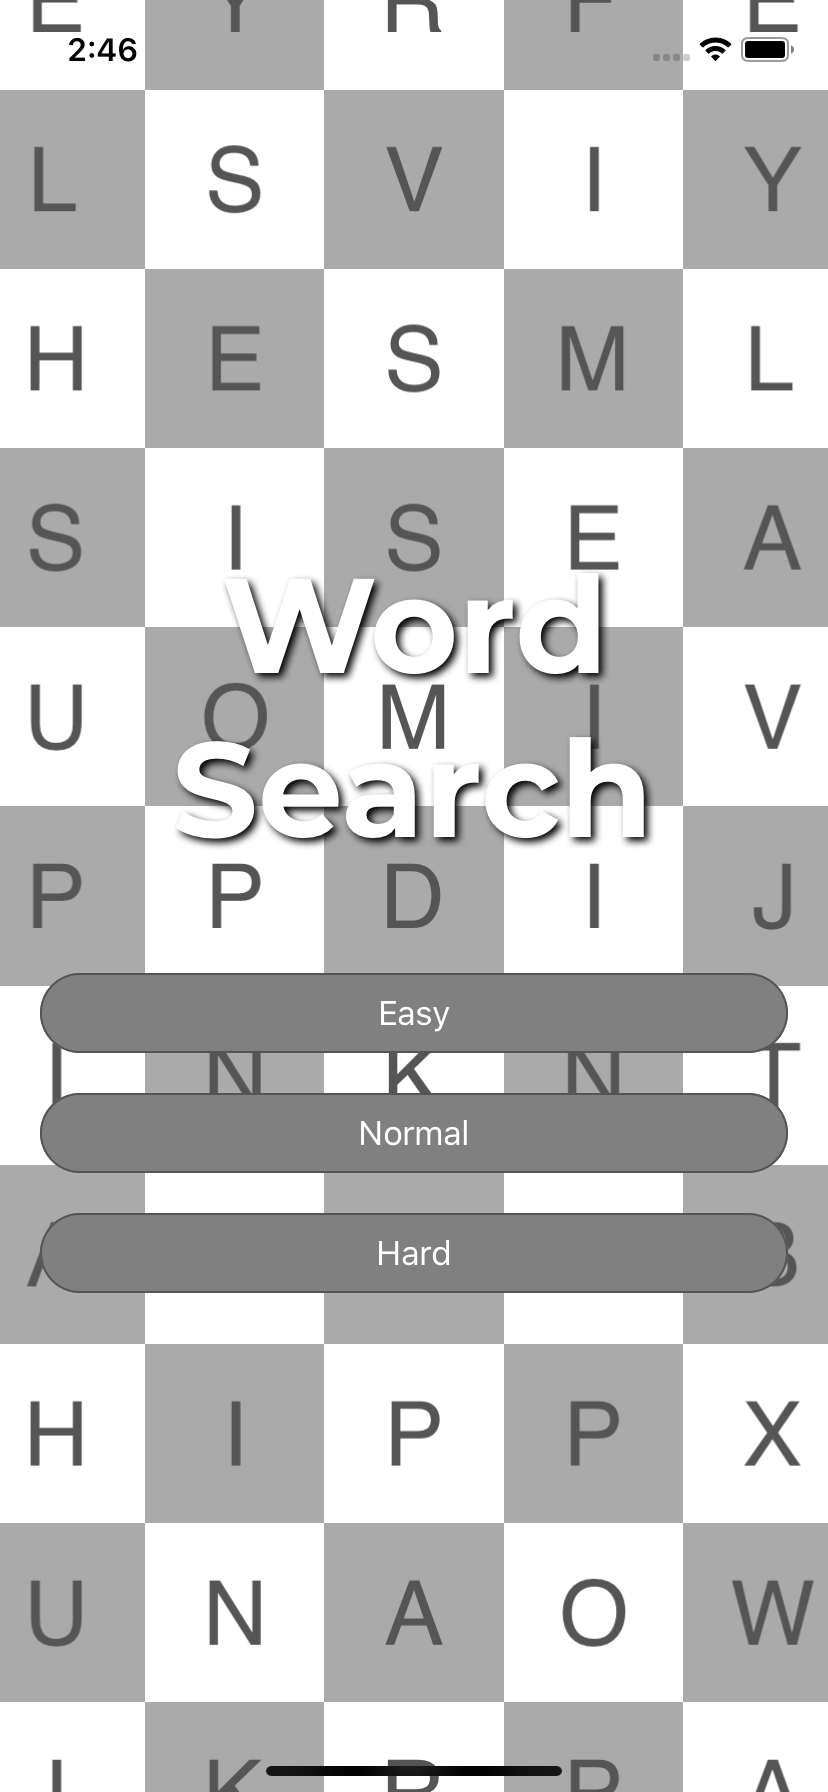 E Y R F E
2:46
L S V I Y
H E S M L
S I S E A
Word
U O M I V
Search
P P D I J
Easy
I N K N T
Normal
A B
Hard
H I P P X
U N A O W
K A